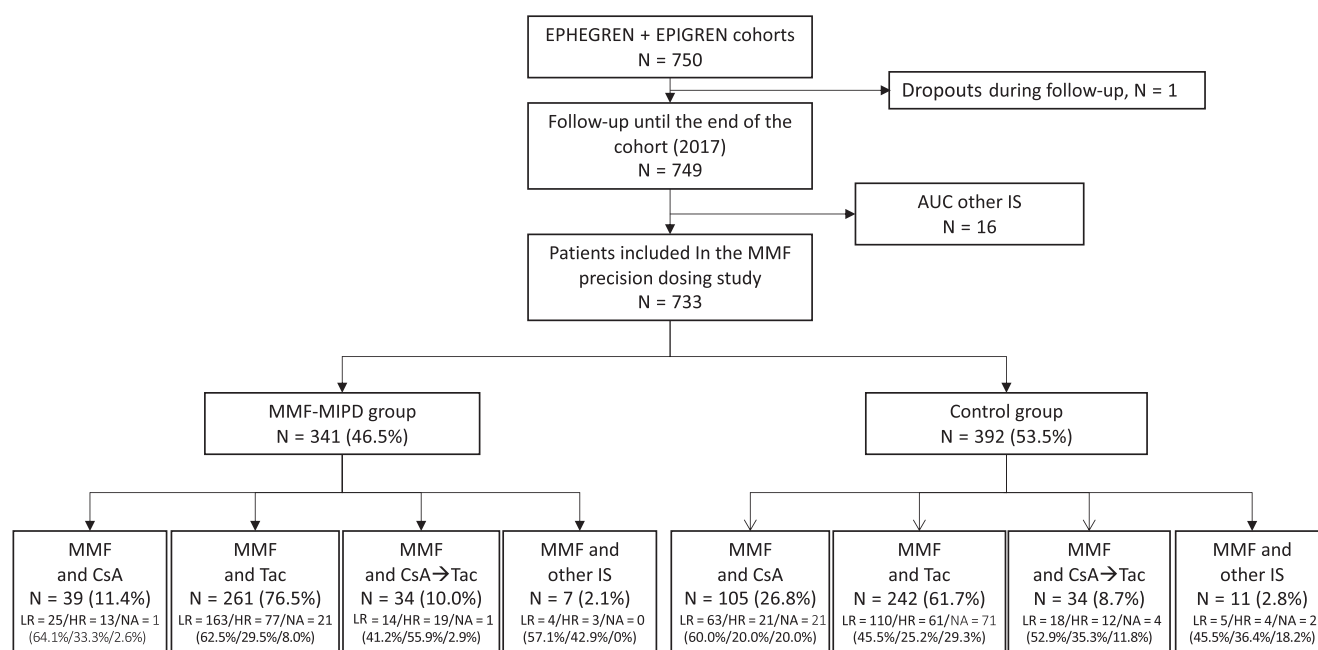 EPHEGREN + EPIGREN cohorts
N = 750
Dropouts during follow-up, N = 1
Follow-up until the end of the
cohort (2017)
N = 749
AUC other IS
N = 16
Patients included In the MMF
precision dosing study
N = 733
MMF-MIPD group
N = 341 (46.5%)
Control group
N = 392 (53.5%)
MMF
and CsA
N = 39 (11.4%)
LR = 25/HR = 13/NA = 1
(64.1%/33.3%/2.6%)
MMF
and Tac
N = 261 (76.5%)
LR = 163/HR = 77/NA = 21
(62.5%/29.5%/8.0%)
MMF
and CsA→Tac
N = 34 (10.0%)
LR = 14/HR = 19/NA = 1
(41.2%/55.9%/2.9%)
MMF and
other IS
N = 7 (2.1%)
LR = 4/HR = 3/NA = 0
(57.1%/42.9%/0%)
MMF
and CsA
N = 105 (26.8%)
LR = 63/HR = 21/NA = 21
(60.0%/20.0%/20.0%)
MMF
and Tac
N = 242 (61.7%)
LR = 110/HR = 61/NA = 71
(45.5%/25.2%/29.3%)
MMF
and CsA→Tac
N = 34 (8.7%)
LR = 18/HR = 12/NA = 4
(52.9%/35.3%/11.8%)
MMF and
other IS
N = 11 (2.8%)
LR = 5/HR = 4/NA = 2
(45.5%/36.4%/18.2%)